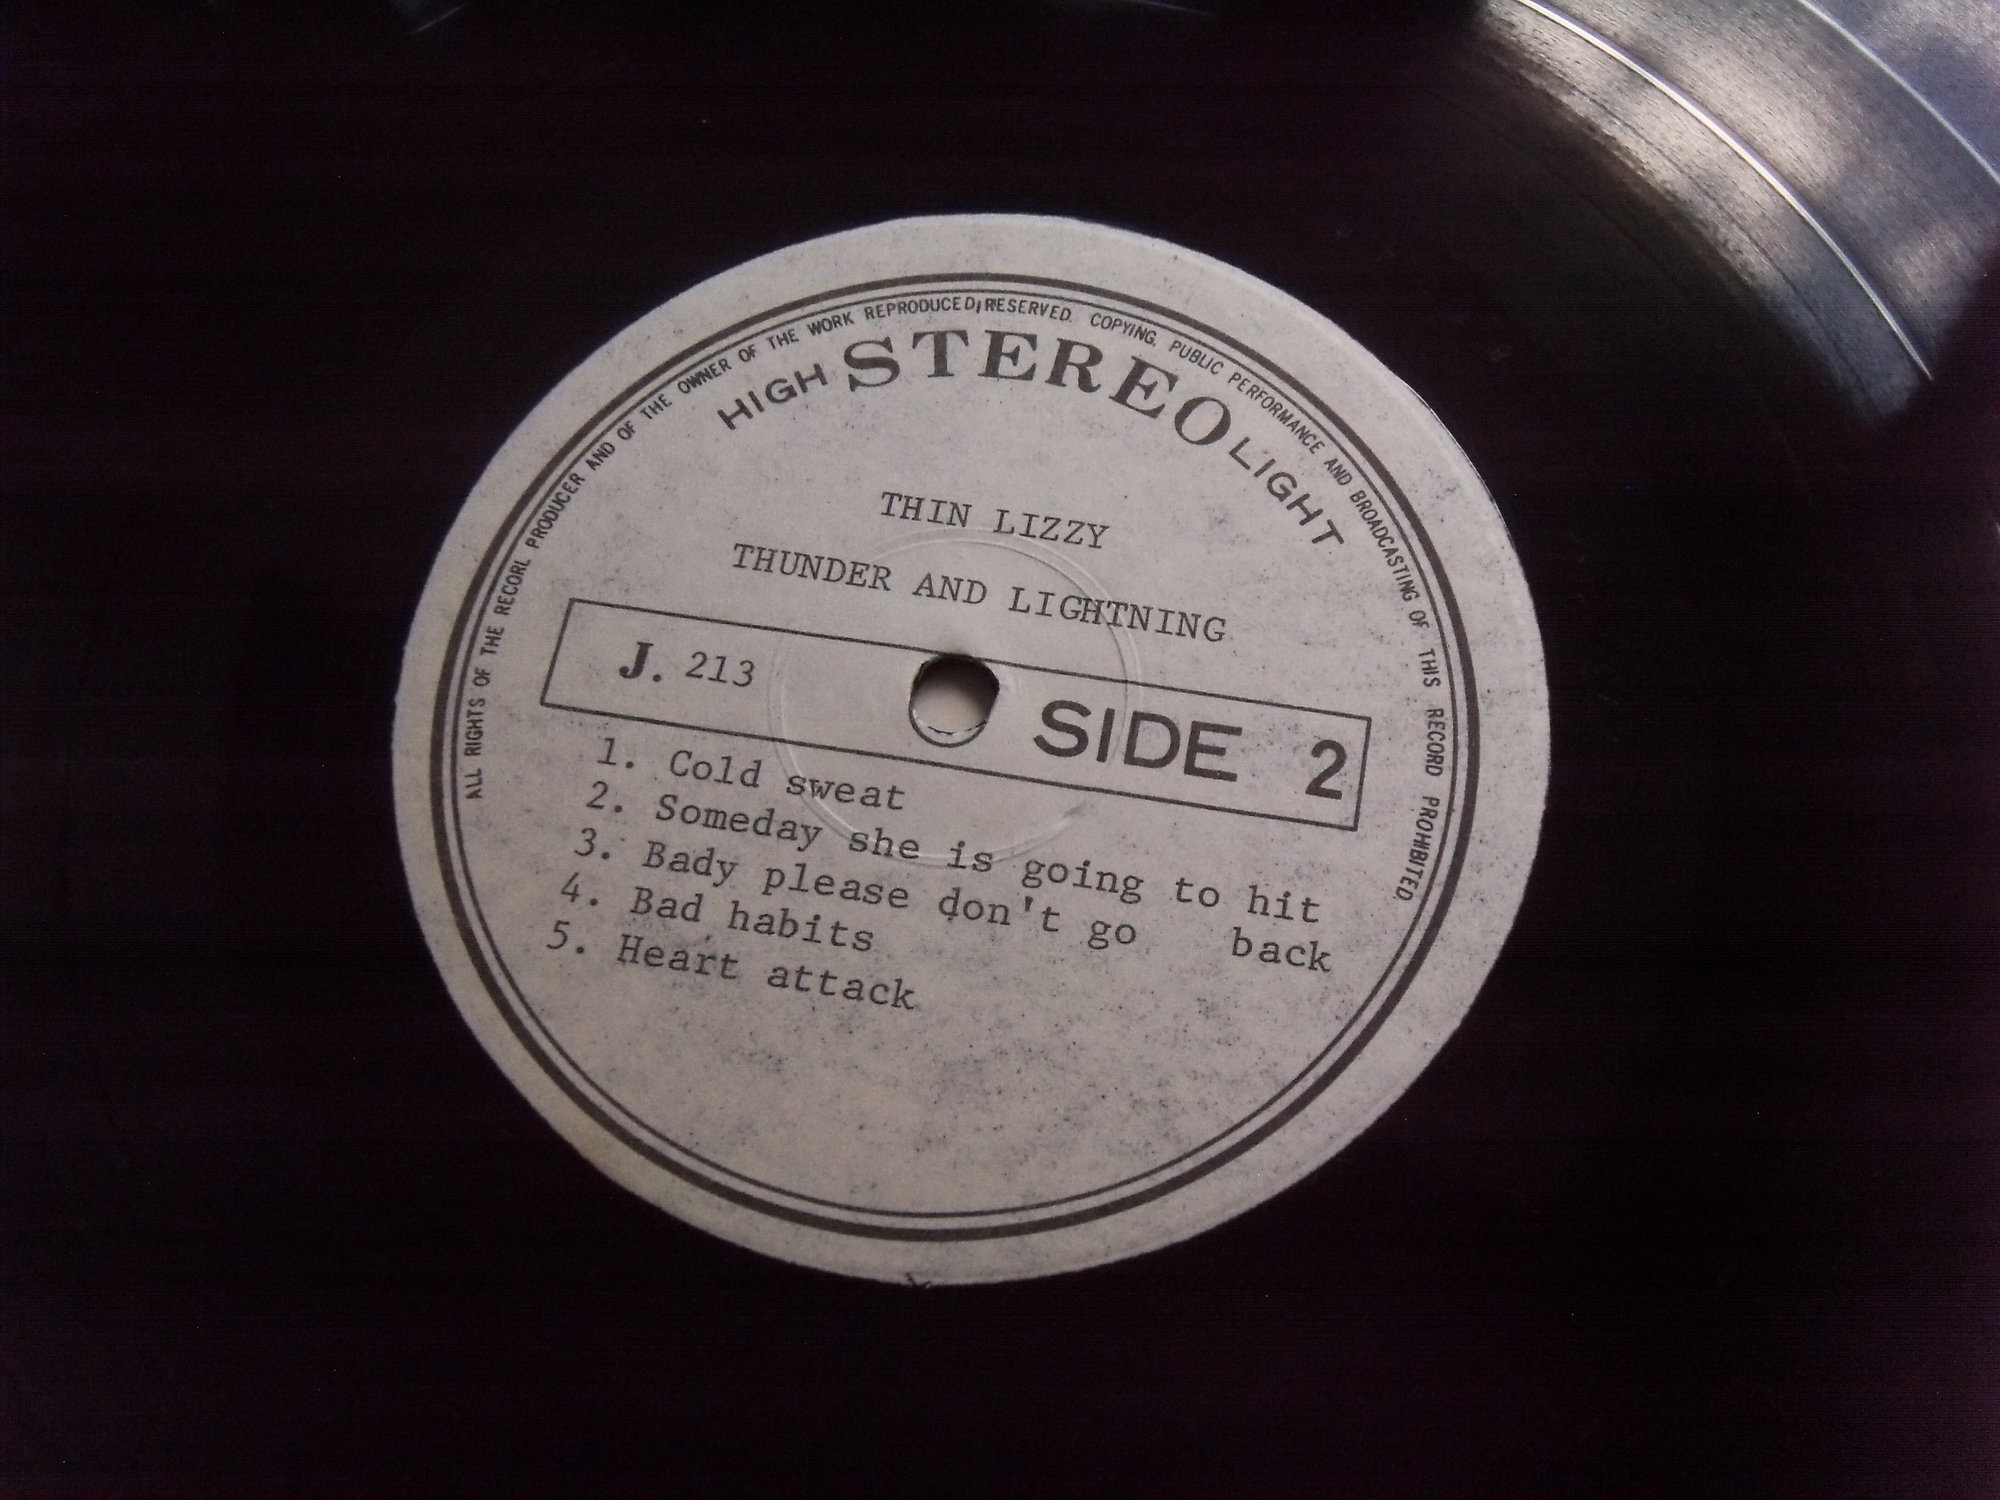 ALL RIGHTS OF THE RECORL PRODUCER AND OF THE OWNER OF THE WORK REPRODUCED; RESERVED. COPYING. PUBLIC PERFORMANCE AND BROADCASTING OF THIS RECORD PROHIBITED
HIGH STEREO LIGHT
THIN LIZZY
THUNDER AND LIGHTNING
J. 213 SIDE 2
1. Cold sweat
2. Someday she is going to hit
back
3. Bady please don't go
4. Bad habits
5. Heart attack